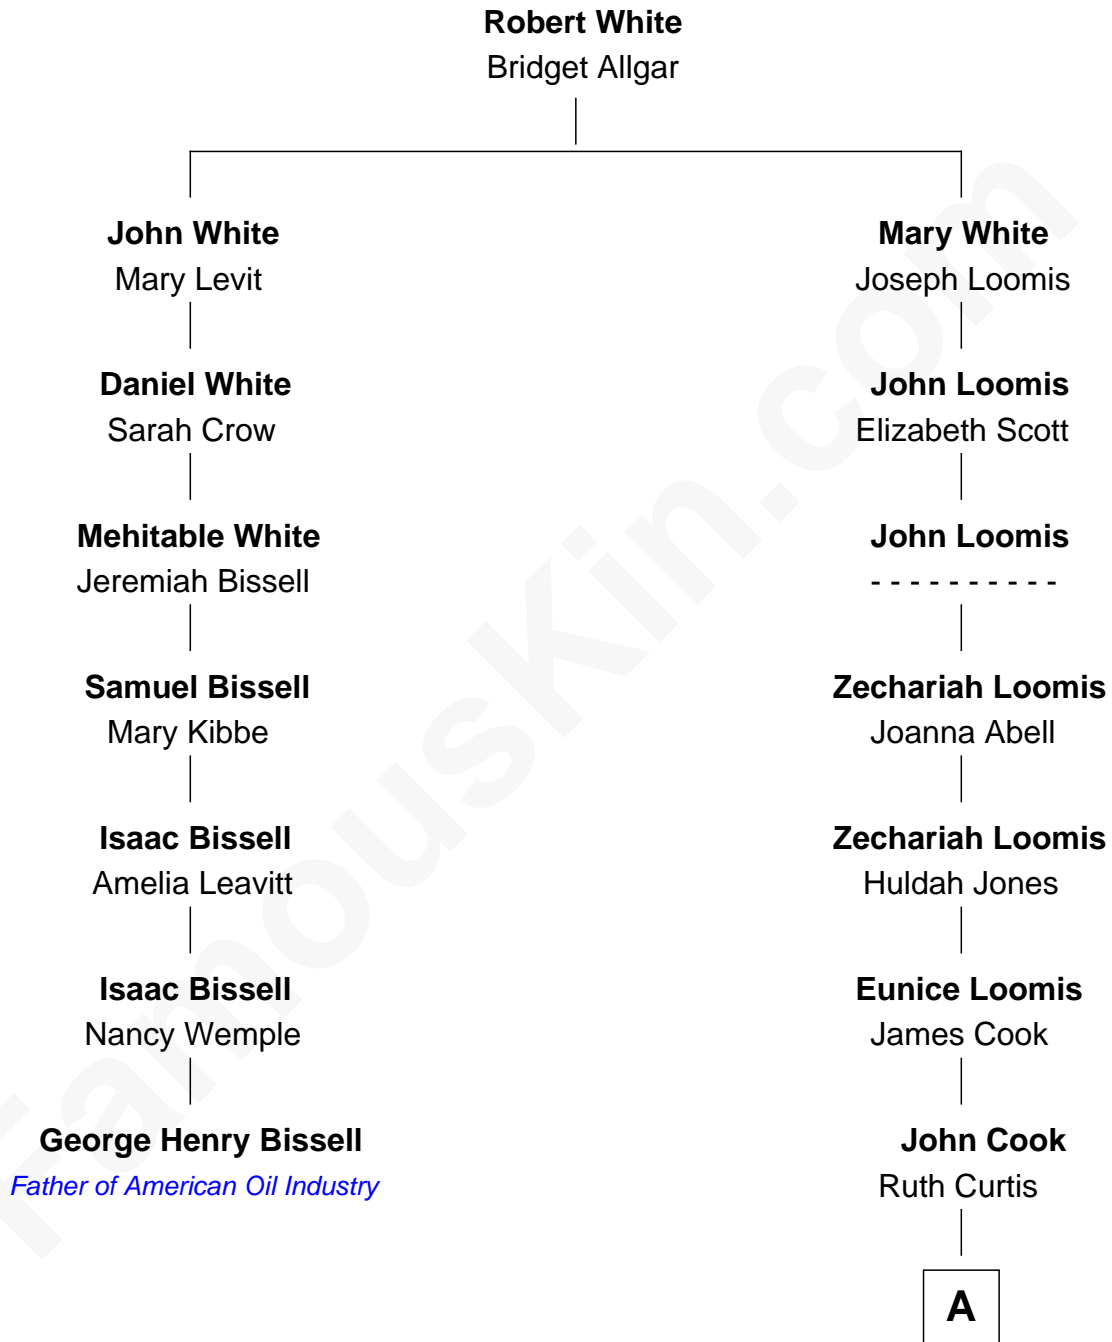 Robert White
Bridget Allgar
John White
Mary Levit
Mary White
Joseph Loomis
Daniel White
Sarah Crow
John Loomis
Elizabeth Scott
Mehitable White
Jeremiah Bissell
John Loomis
- - - - - - - - - -
Samuel Bissell
Mary Kibbe
Zechariah Loomis
Joanna Abell
Isaac Bissell
Amelia Leavitt
Zechariah Loomis
Huldah Jones
Isaac Bissell
Nancy Wemple
Eunice Loomis
James Cook
George Henry Bissell
Father of American Oil Industry
John Cook
Ruth Curtis
A
FamousKin.com